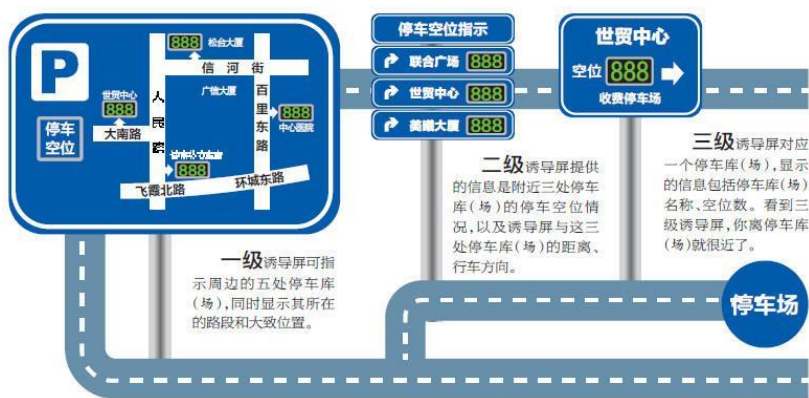 P
停车
空位
888
松台大厦
信河街
世贸中心
888
人民路
广信大厦
百里东路
888
中心医院
大南路
888
飞霞北路
环城东路
停车空位指示
联合广场 888
世贸中心 888
美曦大厦 888
世贸中心
空位 888
收费停车场
一级诱导屏可指
示周边的五处停车库
(场),同时显示其所在
的路段和大致位置。
二级诱导屏提供
的信息是附近三处停车
库(场)的停车空位情
况,以及诱导屏与这三
处停车库(场)的距离、
行车方向。
三级诱导屏对应
一个停车库(场),显示
的信息包括停车库(场)
名称、空位数。看到三
级诱导屏,你离停车库
(场)就很近了。
停车场